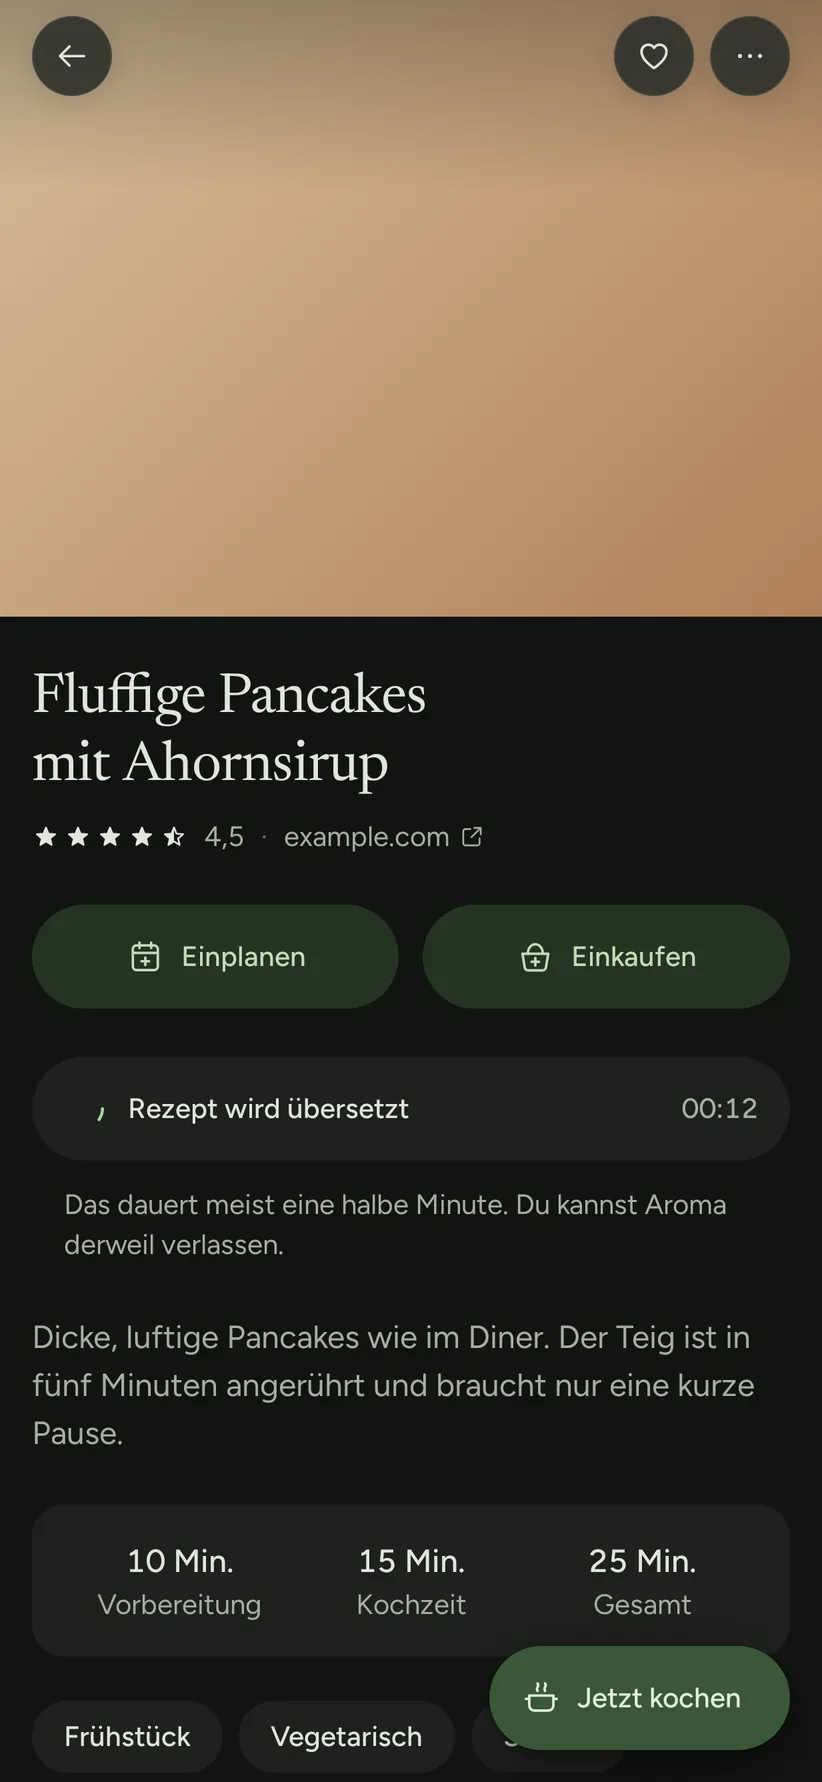 Fluffige Pancakes
mit Ahornsirup
4,5 · example.com
Einplanen
Einkaufen
Rezept wird übersetzt 00:12
Das dauert meist eine halbe Minute. Du kannst Aroma
derweil verlassen.
Dicke, luftige Pancakes wie im Diner. Der Teig ist in
fünf Minuten angerührt und braucht nur eine kurze
Pause.
10 Min. 15 Min. 25 Min.
Vorbereitung Kochzeit Gesamt
Jetzt kochen
Frühstück Vegetarisch